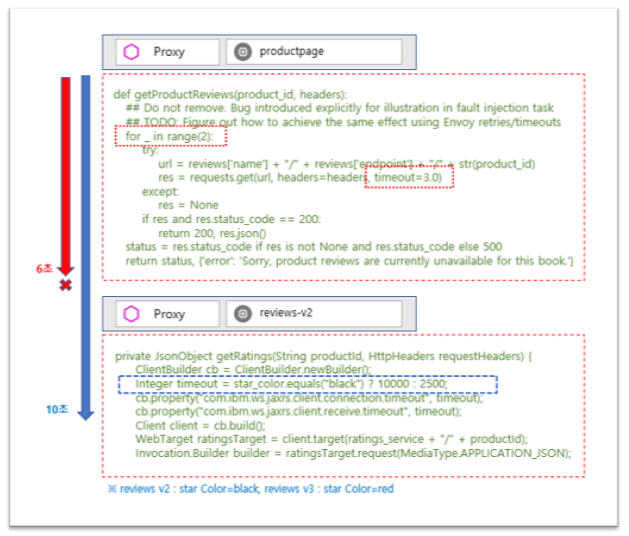 Proxy productpage
def getProductReviews(product_id, headers):
## Do not remove. Bug introduced explicitly for illustration in fault injection task
## TODO: Figure out how to achieve the same effect using Envoy retries/timeouts
for _ in range(2):
try:
url = reviews['name'] + "/" + reviews['endpoint'] + "/" + str(product_id)
res = requests.get(url, headers=headers, timeout=3.0)
except:
res = None
if res and res.status_code == 200:
return 200, res.json()
status = res.status_code if res is not None and res.status_code else 500
return status, {'error': 'Sorry, product reviews are currently unavailable for this book.'}
6초
Proxy reviews-v2
private JsonObject getRatings(String productId, HttpHeaders requestHeaders) {
ClientBuilder cb = ClientBuilder.newBuilder();
Integer timeout = star_color.equals("black") ? 10000 : 2500;
cb.property("com.ibm.ws.jaxrs.client.connection.timeout", timeout);
cb.property("com.ibm.ws.jaxrs.client.receive.timeout", timeout);
Client client = cb.build();
WebTarget ratingsTarget = client.target(ratings_service + "/" + productId);
Invocation.Builder builder = ratingsTarget.request(MediaType.APPLICATION_JSON);
10초
※ reviews v2 : star Color=black, reviews v3 : star Color=red